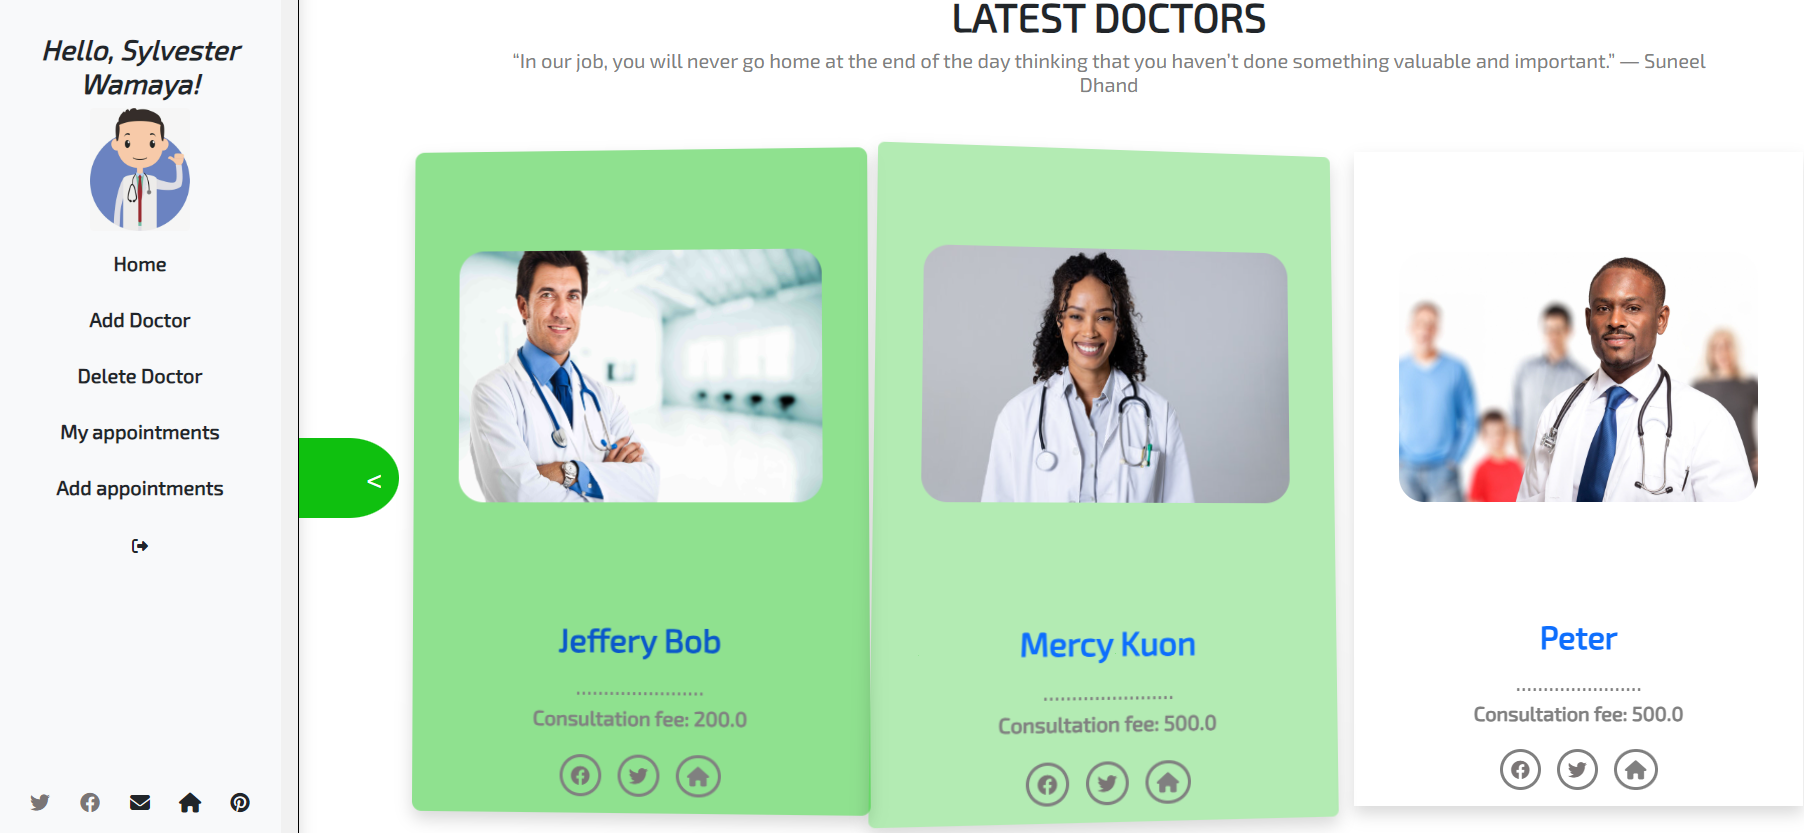 Hello, Sylvester
Wamaya!
Home
Add Doctor
Delete Doctor
My appointments
Add appointments
<
LATEST DOCTORS
“In our job, you will never go home at the end of the day thinking that you haven’t done something valuable and important.” — Suneel
Dhand
Jeffery Bob
........................
Consultation fee: 200.0
Mercy Kuon
........................
Consultation fee: 500.0
Peter
........................
Consultation fee: 500.0